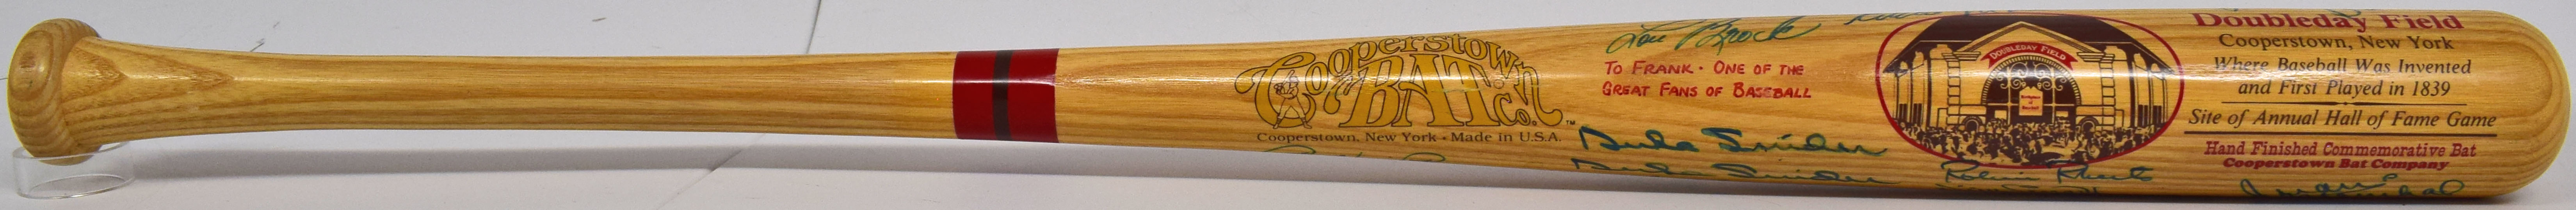 Cooperstown
BAT Co.
Cooperstown, New York • Made in U.S.A.
Lou Brock
TO FRANK • ONE OF THE
GREAT FANS OF BASEBALL
Duke Snider
Duke Snider
DOUBLEDAY FIELD
Robin Roberts
Doubleday Field
Cooperstown, New York
Where Baseball Was Invented
and First Played in 1839
Site of Annual Hall of Fame Game
Hand Finished Commemorative Bat
Cooperstown Bat Company
Juan Marichal